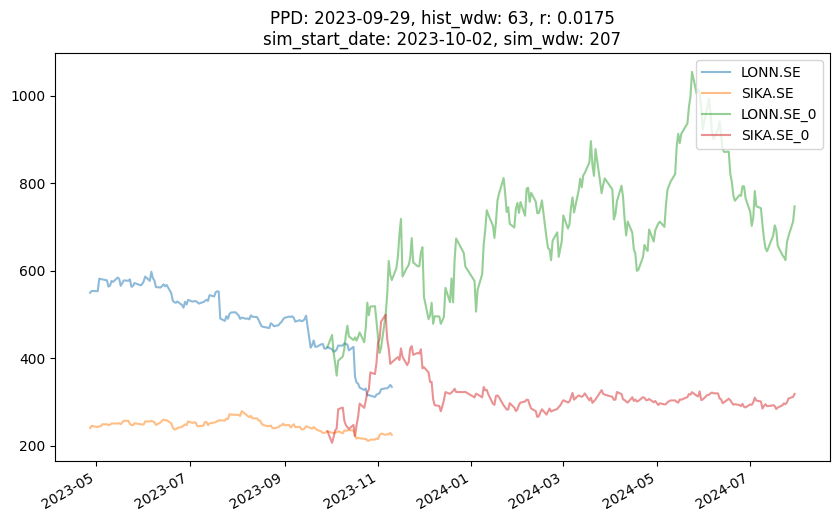 PPD: 2023-09-29, hist_wdw: 63, r: 0.0175
sim_start_date: 2023-10-02, sim_wdw: 207
LONN.SE
SIKA.SE
LONN.SE_0
SIKA.SE_0
1000
800
600
400
200
2023-05
2023-07
2023-09
2023-11
2024-01
2024-03
2024-05
2024-07